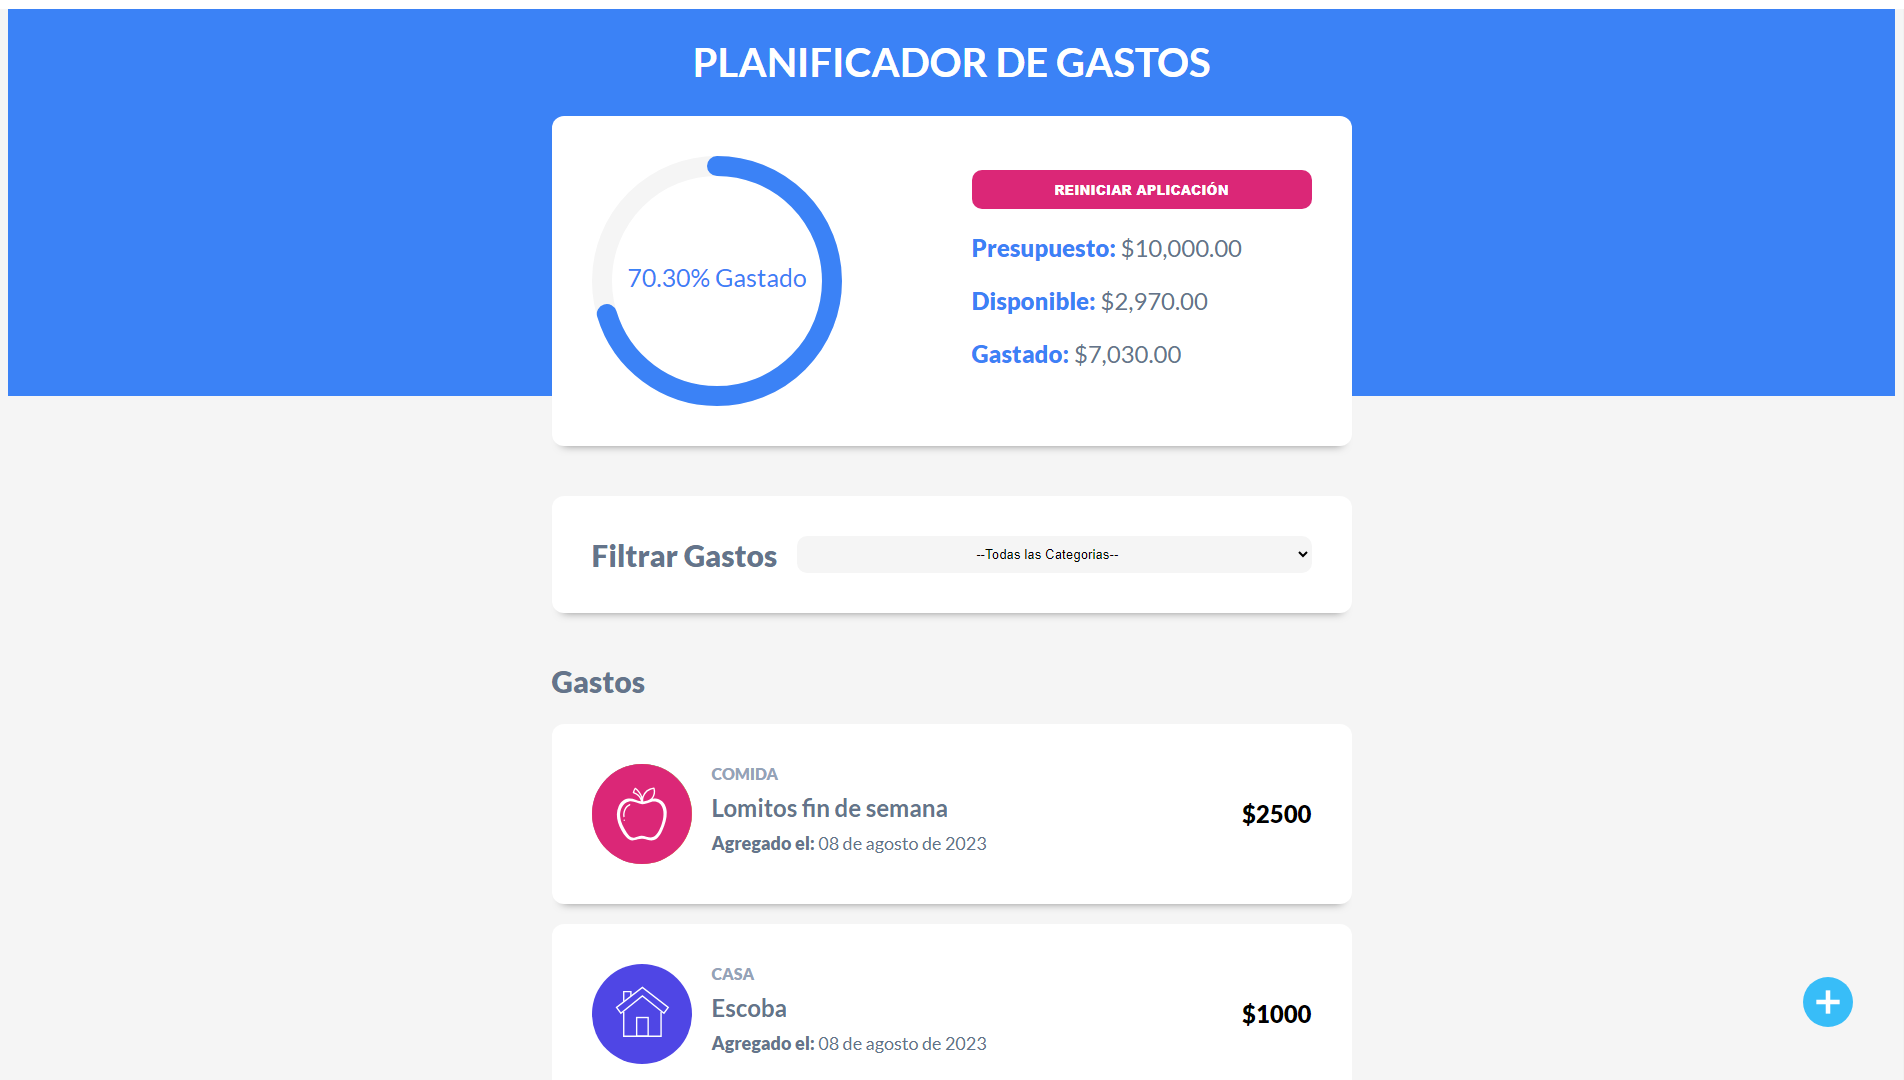 PLANIFICADOR DE GASTOS
70.30% Gastado
REINICIAR APLICACIÓN
Presupuesto: $10,000.00
Disponible: $2,970.00
Gastado: $7,030.00
Filtrar Gastos
--Todas las Categorias--
Gastos
COMIDA
Lomitos fin de semana
Agregado el: 08 de agosto de 2023
$2500
CASA
Escoba
Agregado el: 08 de agosto de 2023
$1000